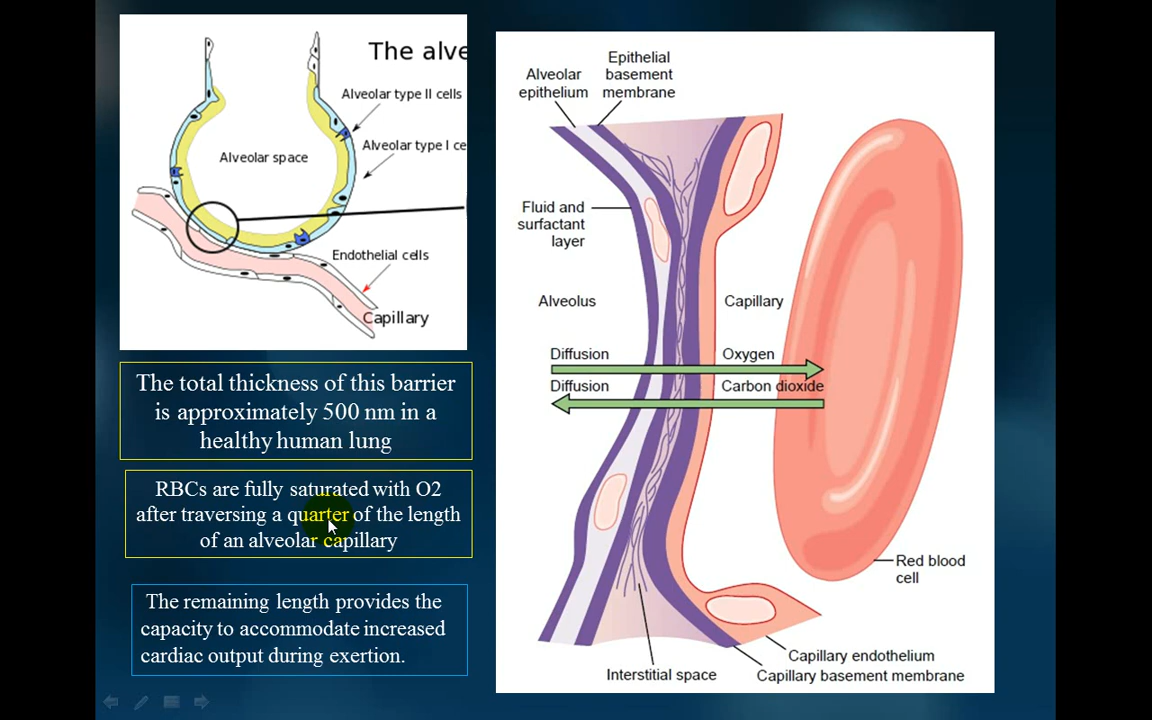 The alve
Alveolar type II cells
Alveolar type I ce
Alveolar space
Endothelial cells
Capillary
The total thickness of this barrier
is approximately 500 nm in a
healthy human lung
RBCs are fully saturated with O2
after traversing a quarter of the length
of an alveolar capillary
The remaining length provides the
capacity to accommodate increased
cardiac output during exertion.
Epithelial
basement
membrane
Alveolar
epithelium
Fluid and
surfactant
layer
Alveolus
Capillary
Diffusion
Oxygen
Diffusion
Carbon dioxide
Red blood
cell
Capillary endothelium
Interstitial space
Capillary basement membrane